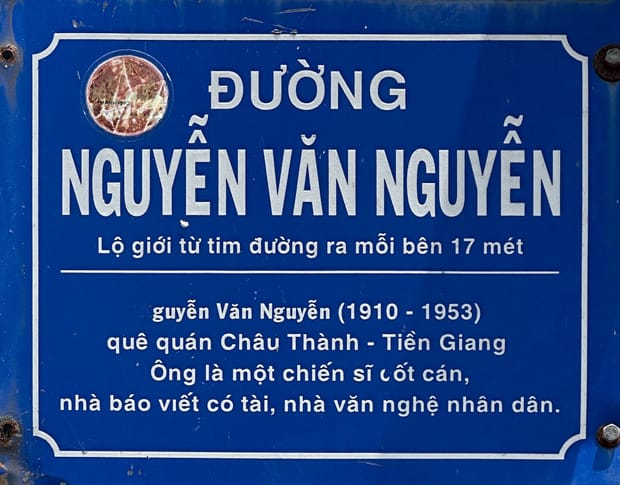 ĐƯỜNG
NGUYỄN VĂN NGUYỄN
Lộ giới từ tim đường ra mỗi bên 17 mét
guyễn Văn Nguyễn (1910 - 1953)
quê quán Châu Thành - Tiền Giang
Ông là một chiến sĩ cốt cán,
nhà báo viết có tài, nhà văn nghệ nhân dân.